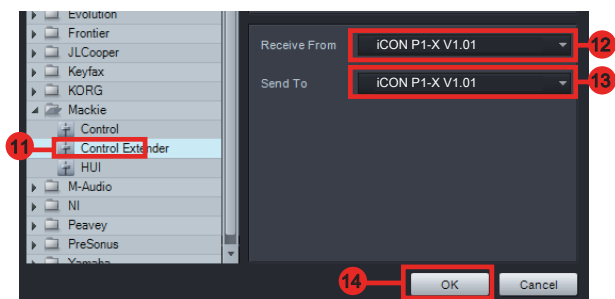 Evolution
Frontier
JLCooper
Keyfax
KORG
Mackie
Control
11
Control Extender
HUI
M-Audio
NI
Peavey
PreSonus
Yamaha
Receive From iCON P1-X V1.01 12
Send To iCON P1-X V1.01 13
14 OK Cancel